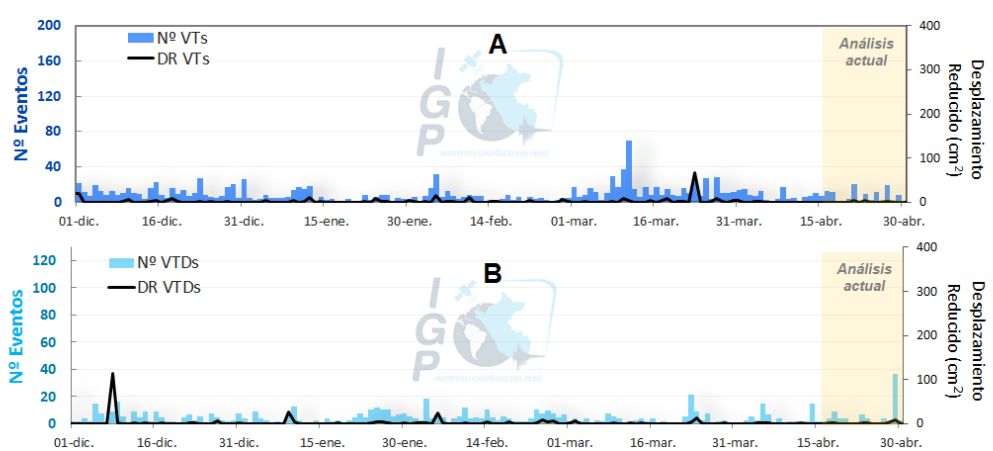 200
160
120
80
40
0
Nº Eventos
Nº VTs
DR VTs
A
Análisis
actual
400
300
200
100
0
Desplazamiento
Reducido (cm²)
IGP
INSTITUTO GEOFÍSICO DEL PERÚ
01-dic.
16-dic.
31-dic.
15-ene.
30-ene.
14-feb.
01-mar.
16-mar.
31-mar.
15-abr.
30-abr.
120
100
80
60
40
20
0
Nº Eventos
Nº VTDs
DR VTDs
B
Análisis
actual
400
300
200
100
0
Desplazamiento
Reducido (cm²)
IGP
INSTITUTO GEOFÍSICO DEL PERÚ
01-dic.
16-dic.
31-dic.
15-ene.
30-ene.
14-feb.
01-mar.
16-mar.
31-mar.
15-abr.
30-abr.